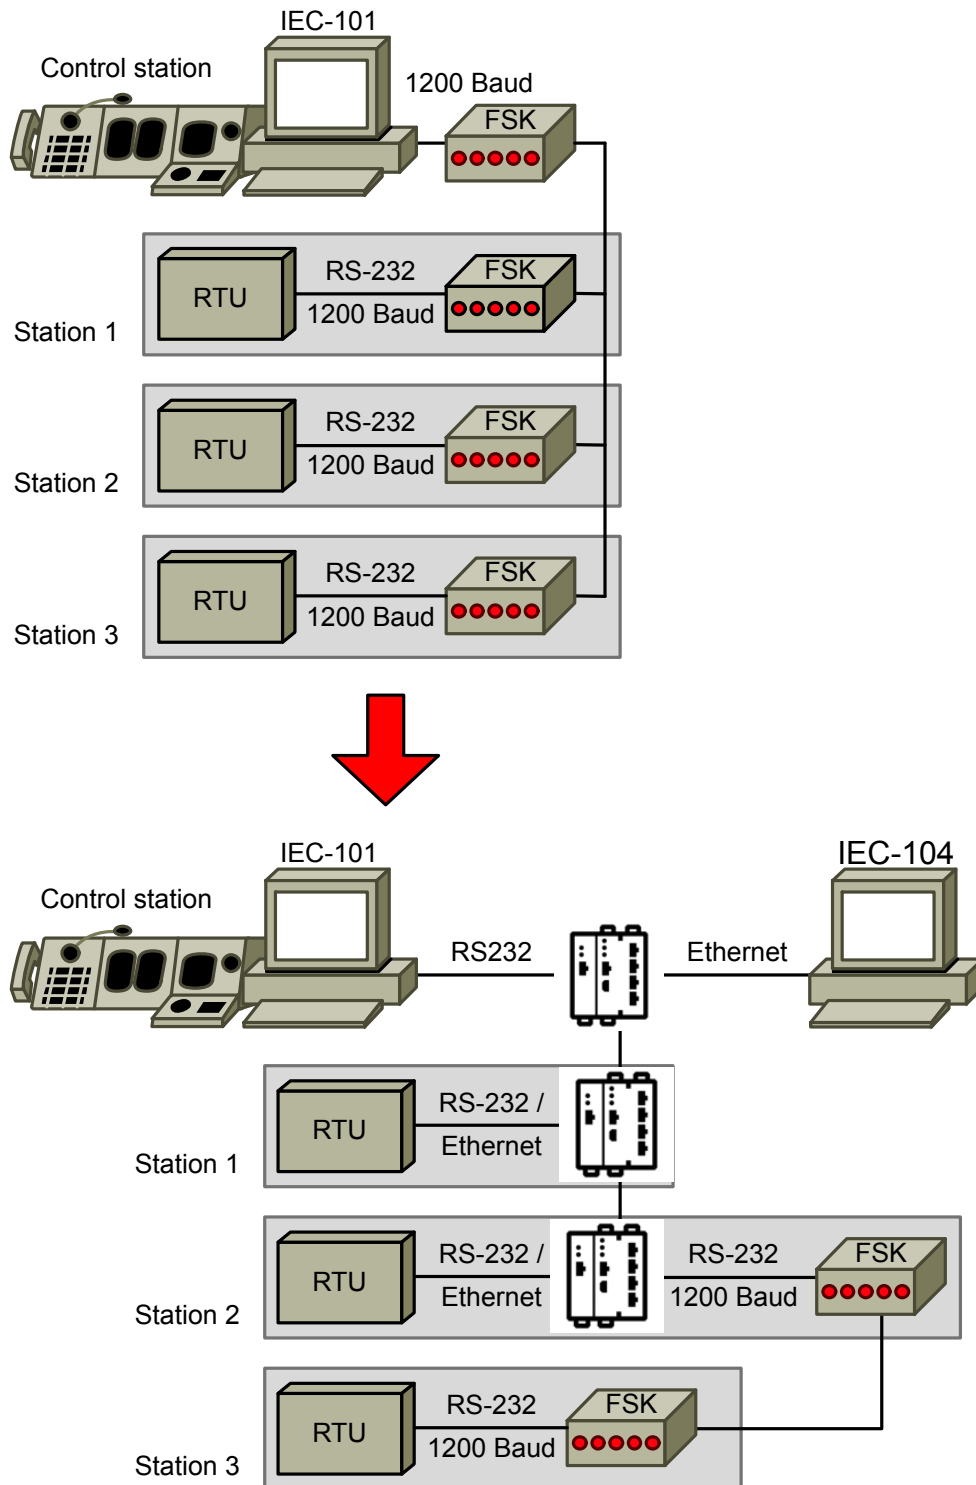 IEC-101
Control station
1200 Baud
FSK
RTU
RS-232
1200 Baud
FSK
Station 1
RTU
RS-232
1200 Baud
FSK
Station 2
RTU
RS-232
1200 Baud
FSK
Station 3
IEC-101
IEC-104
Control station
RS232
Ethernet
RTU
RS-232 /
Ethernet
Station 1
RTU
RS-232 /
Ethernet
RS-232
1200 Baud
FSK
Station 2
RTU
RS-232
1200 Baud
FSK
Station 3